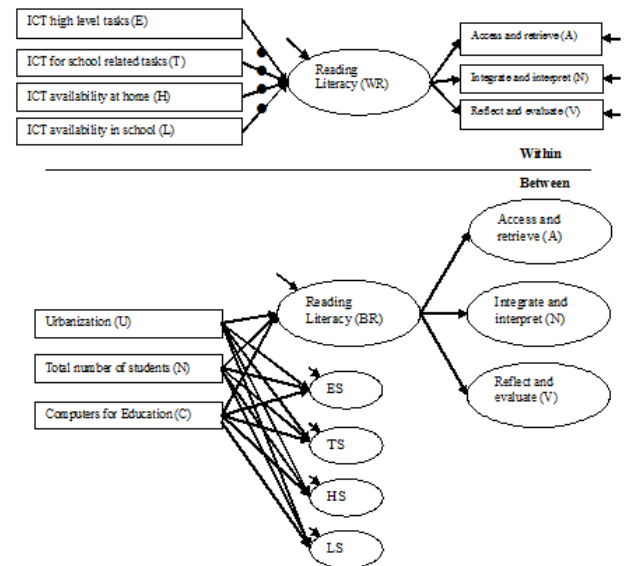 ICT high level tasks (E)
ICT for school related tasks (T)
ICT availability at home (H)
ICT availability in school (L)
Reading
Literacy (WR)
Access and retrieve (A)
Integrate and interpret (N)
Reflect and evaluate (V)
Within
Between
Access and
retrieve (A)
Reading
Literacy (BR)
Integrate and
interpret (N)
Reflect and
evaluate (V)
Urbanization (U)
Total number of students (N)
Computers for Education (C)
ES
TS
HS
LS